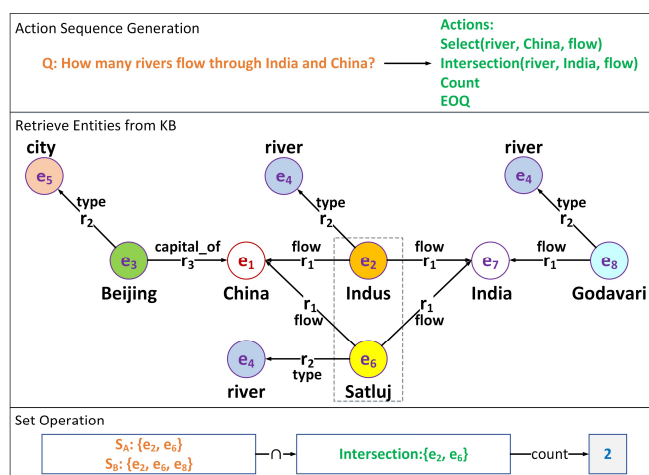 Action Sequence Generation
Actions:
Select(river, China, flow)
Q: How many rivers flow through India and China?
Intersection(river, India, flow)
Count
EOQ
Retrieve Entities from KB
city
river
river
e5
e4
e4
type
type
type
r2
r2
r2
capital_of
flow
flow
flow
e3
r3
e1
r1
e2
r1
e7
r1
e8
Beijing
China
Indus
India
Godavari
r1
r1
flow
flow
e4
r2
e6
type
river
Satluj
Set Operation
SA: {e2, e6}
SB: {e2, e6, e8}
∩
Intersection:{e2, e6}
count
2